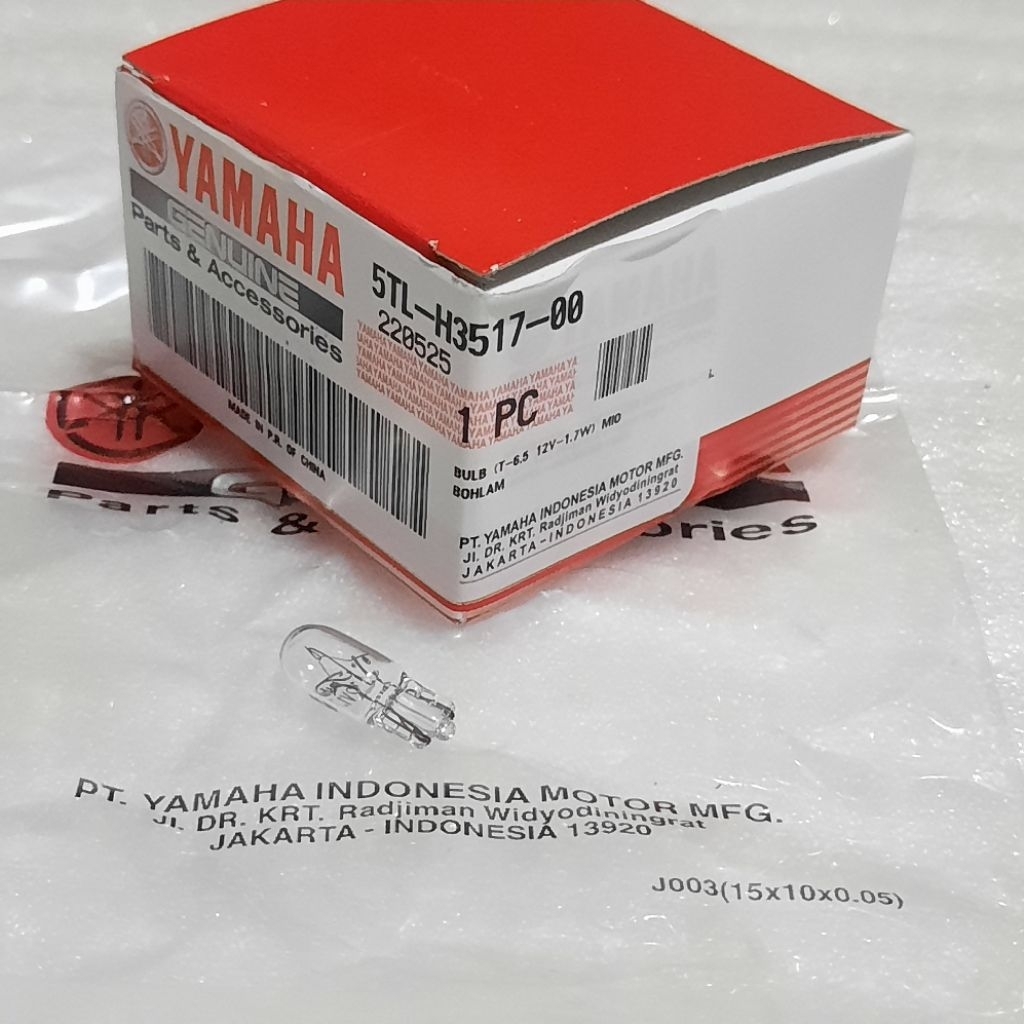 YAMAHA
GENUINE
Parts & Accessories
MADE IN P.R. OF CHINA
5TL-H3517-00
220525
1 PC
BULB (T-6.5 12V-1.7W) MIO
BOHLAM
PT. YAMAHA INDONESIA MOTOR MFG.
Jl. DR. KRT. Radjiman Widyodiningrat
JAKARTA - INDONESIA 13920
Parts &
ories
PT. YAMAHA INDONESIA MOTOR MFG.
Jl. DR. KRT. Radjiman Widyodiningrat
JAKARTA - INDONESIA 13920
J003(15x10x0.05)